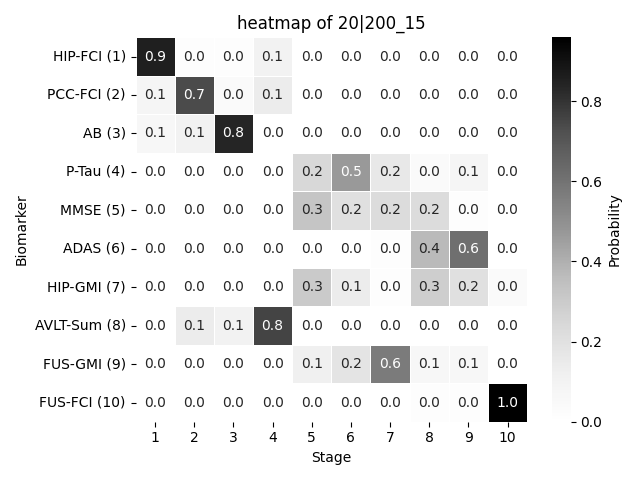 heatmap of 20|200_15
HIP-FCI (1) 0.9 0.0 0.0 0.1 0.0 0.0 0.0 0.0 0.0 0.0
PCC-FCI (2) 0.1 0.7 0.0 0.1 0.0 0.0 0.0 0.0 0.0 0.0
AB (3) 0.1 0.1 0.8 0.0 0.0 0.0 0.0 0.0 0.0 0.0
P-Tau (4) 0.0 0.0 0.0 0.0 0.2 0.5 0.2 0.0 0.1 0.0
MMSE (5) 0.0 0.0 0.0 0.0 0.3 0.2 0.2 0.2 0.0 0.0
ADAS (6) 0.0 0.0 0.0 0.0 0.0 0.0 0.0 0.4 0.6 0.0
HIP-GMI (7) 0.0 0.0 0.0 0.0 0.3 0.1 0.0 0.3 0.2 0.0
AVLT-Sum (8) 0.0 0.1 0.1 0.8 0.0 0.0 0.0 0.0 0.0 0.0
FUS-GMI (9) 0.0 0.0 0.0 0.0 0.1 0.2 0.6 0.1 0.1 0.0
FUS-FCI (10) 0.0 0.0 0.0 0.0 0.0 0.0 0.0 0.0 0.0 1.0
1 2 3 4 5 6 7 8 9 10
Stage
Biomarker
0.8
0.6
0.4
0.2
0.0
Probability